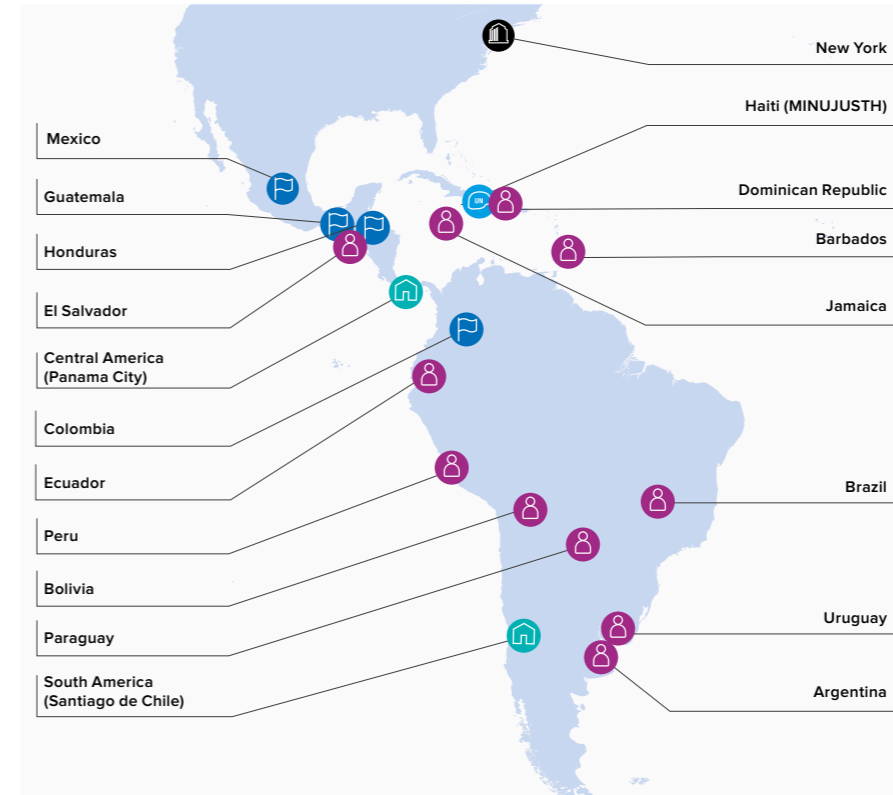 New York
Haiti (MINUJUSTH)
Mexico
Dominican Republic
Guatemala
Barbados
Honduras
Jamaica
El Salvador
Central America
(Panama City)
Colombia
Ecuador
Brazil
Peru
Bolivia
Uruguay
Paraguay
South America
(Santiago de Chile)
Argentina
UN